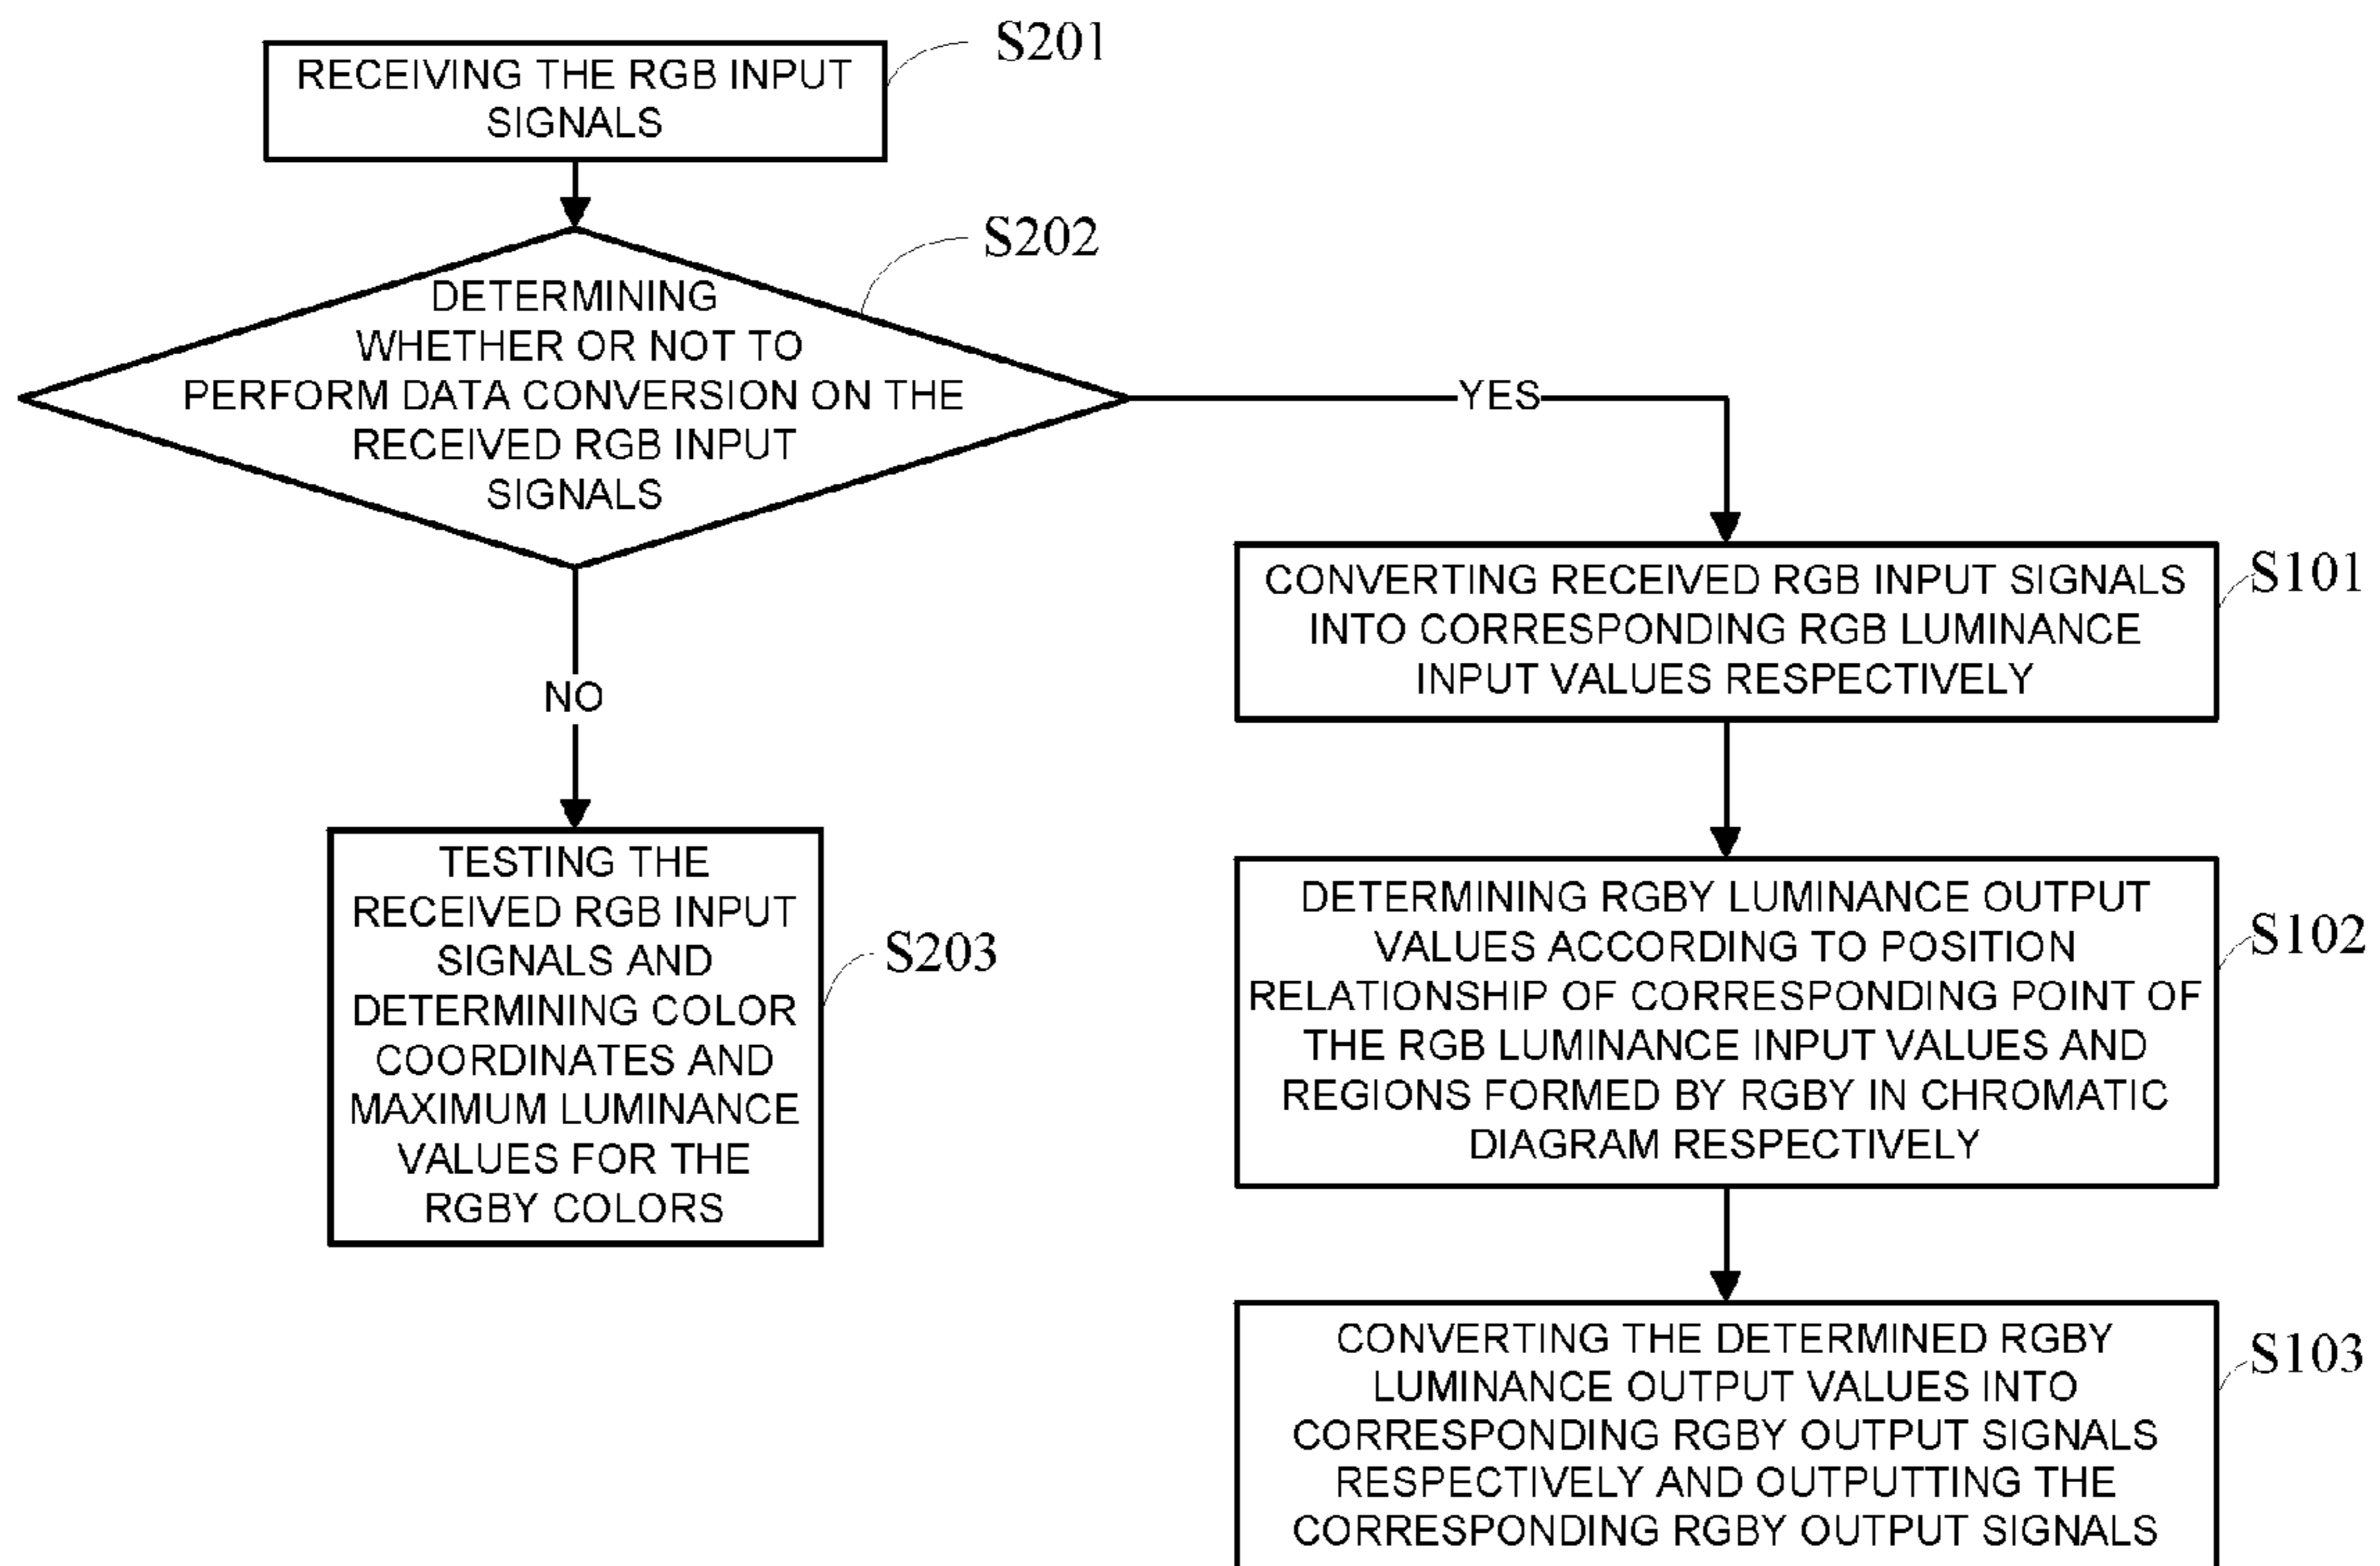 RECEIVING THE RGB INPUT
SIGNALS
S201
DETERMINING
WHETHER OR NOT TO
PERFORM DATA CONVERSION ON THE
RECEIVED RGB INPUT
SIGNALS
S202
YES
NO
TESTING THE
RECEIVED RGB INPUT
SIGNALS AND
DETERMINING COLOR
COORDINATES AND
MAXIMUM LUMINANCE
VALUES FOR THE
RGBY COLORS
S203
CONVERTING RECEIVED RGB INPUT SIGNALS
INTO CORRESPONDING RGB LUMINANCE
INPUT VALUES RESPECTIVELY
S101
DETERMINING RGBY LUMINANCE OUTPUT
VALUES ACCORDING TO POSITION
RELATIONSHIP OF CORRESPONDING POINT OF
THE RGB LUMINANCE INPUT VALUES AND
REGIONS FORMED BY RGBY IN CHROMATIC
DIAGRAM RESPECTIVELY
S102
CONVERTING THE DETERMINED RGBY
LUMINANCE OUTPUT VALUES INTO
CORRESPONDING RGBY OUTPUT SIGNALS
RESPECTIVELY AND OUTPUTTING THE
CORRESPONDING RGBY OUTPUT SIGNALS
S103